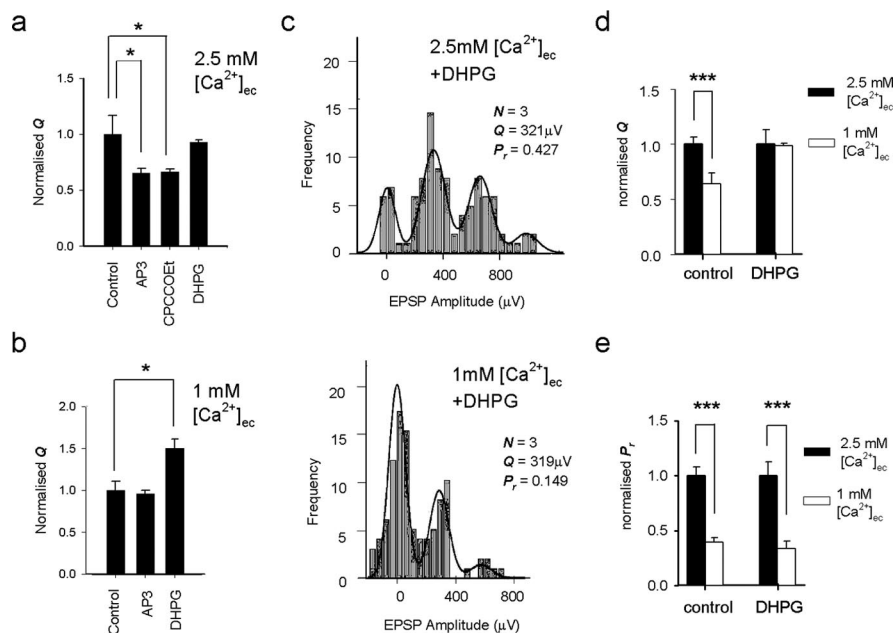 a
*
*
2.5 mM
[Ca2+]ec
Normalised Q
1.5
1.0
0.5
0.0
Control
AP3
CPCCOEt
DHPG
b
*
1 mM
[Ca2+]ec
Normalised Q
2.0
1.5
1.0
0.5
0.0
Control
AP3
DHPG
c
2.5mM [Ca2+]ec
+DHPG
N = 3
Q = 321µV
Pr = 0.427
Frequency
20
15
10
5
0
0 400 800
EPSP Amplitude (µV)
1mM [Ca2+]ec
+DHPG
N = 3
Q = 319µV
Pr = 0.149
Frequency
20
15
10
5
0
0 400 800
EPSP Amplitude (µV)
d
***
2.5 mM
[Ca2+]ec
1 mM
[Ca2+]ec
normalised Q
1.5
1.0
0.5
0.0
control DHPG
e
*** ***
2.5 mM
[Ca2+]ec
1 mM
[Ca2+]ec
normalised Pr
1.5
1.0
0.5
0.0
control DHPG